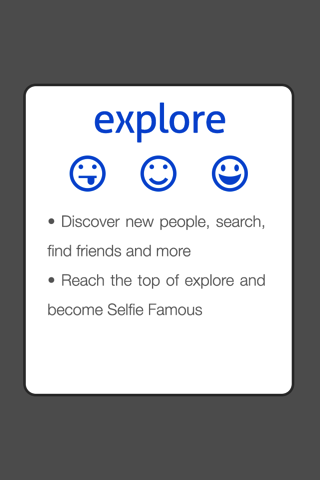 explore
• Discover new people, search,
find friends and more
• Reach the top of explore and
become Selfie Famous